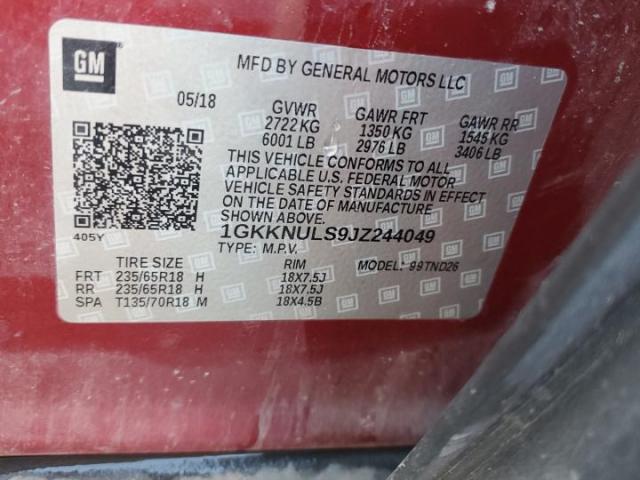 GM
MFD BY GENERAL MOTORS LLC
05/18 GVWR GAWR FRT GAWR RR
2722 KG 1350 KG 1545 KG
6001 LB 2976 LB 3406 LB
THIS VEHICLE CONFORMS TO ALL
APPLICABLE U.S. FEDERAL MOTOR
VEHICLE SAFETY STANDARDS IN EFFECT
ON THE DATE OF MANUFACTURE
SHOWN ABOVE.
405Y
1GKKNULS9JZ244049
TYPE: M.P.V. MODEL: 99TND26
TIRE SIZE RIM
FRT 235/65R18 H 18X7.5J
RR 235/65R18 H 18X7.5J
SPA T135/70R18 M 18X4.5B